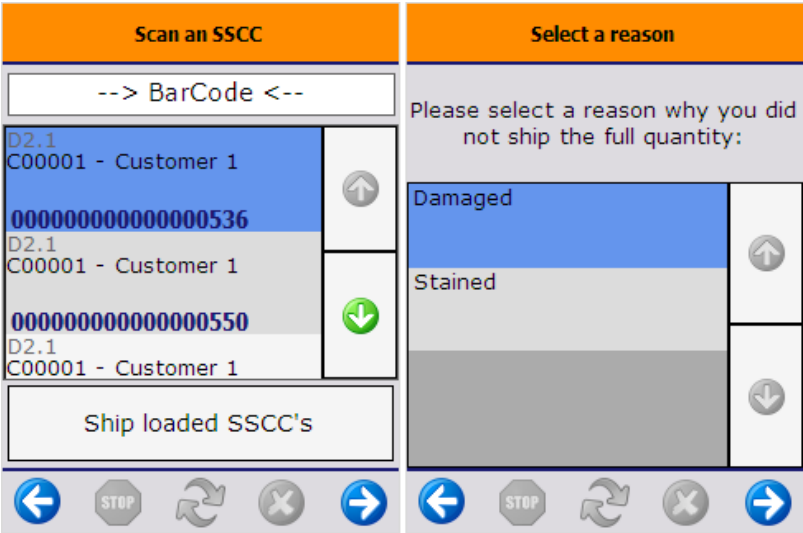 Scan an SSCC
--> BarCode <--
D2.1
C00001 - Customer 1
000000000000000536
D2.1
C00001 - Customer 1
000000000000000550
D2.1
C00001 - Customer 1
Ship loaded SSCC's
STOP
Select a reason
Please select a reason why you did
not ship the full quantity:
Damaged
Stained
STOP